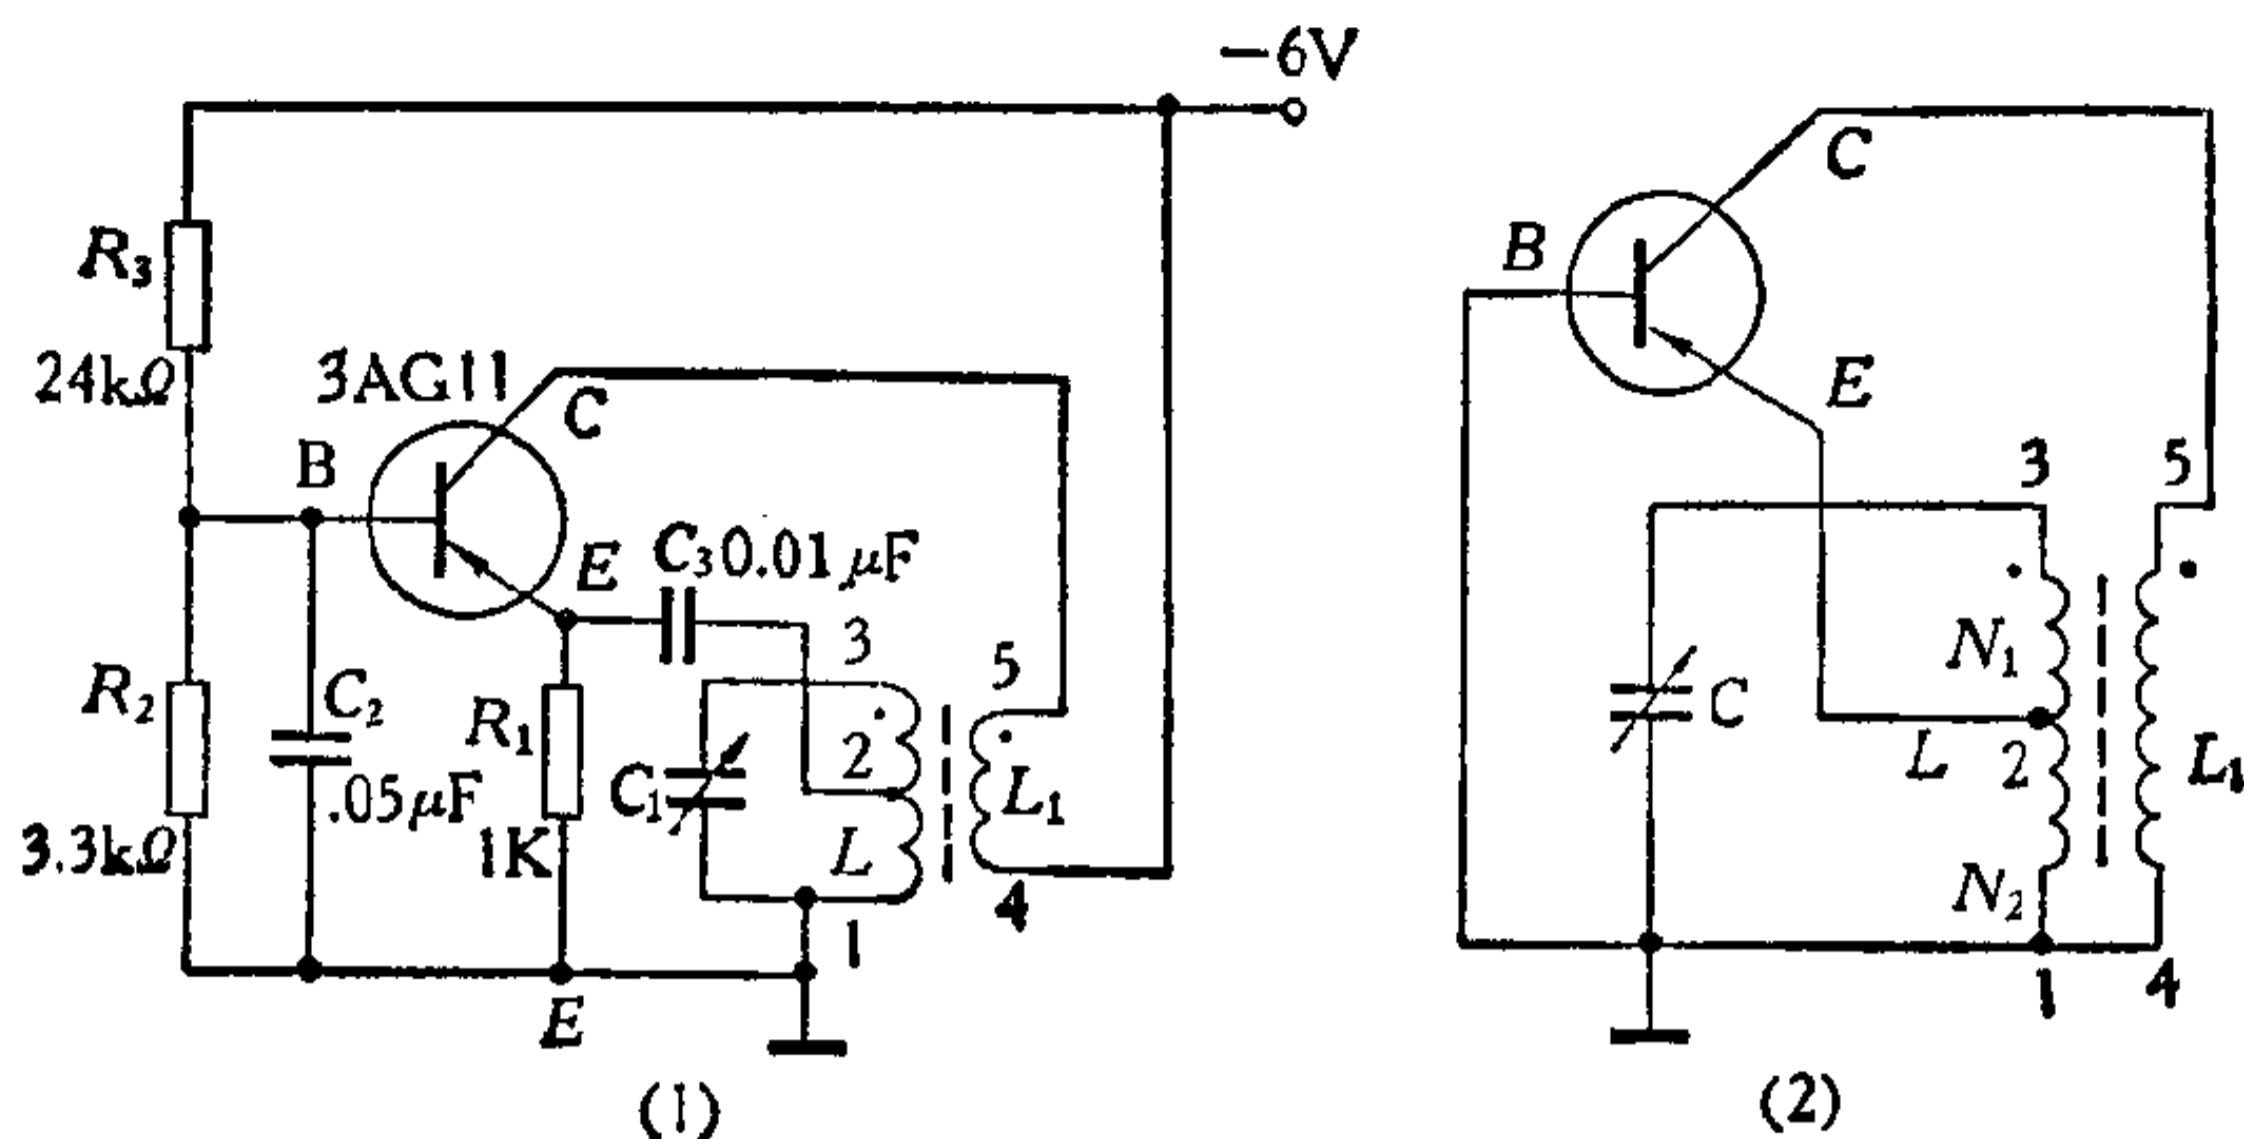 −6V
R₃
24kΩ
3AG11
C
B
E
C₃ 0.01μF
R₂
3.3kΩ
C₂
.05μF
R₁
1K
C₁
3
2
L
1
5
L₁
4
E
(1)
C
B
E
3
5
N₁
C
L
2
L₁
N₂
1
4
(2)